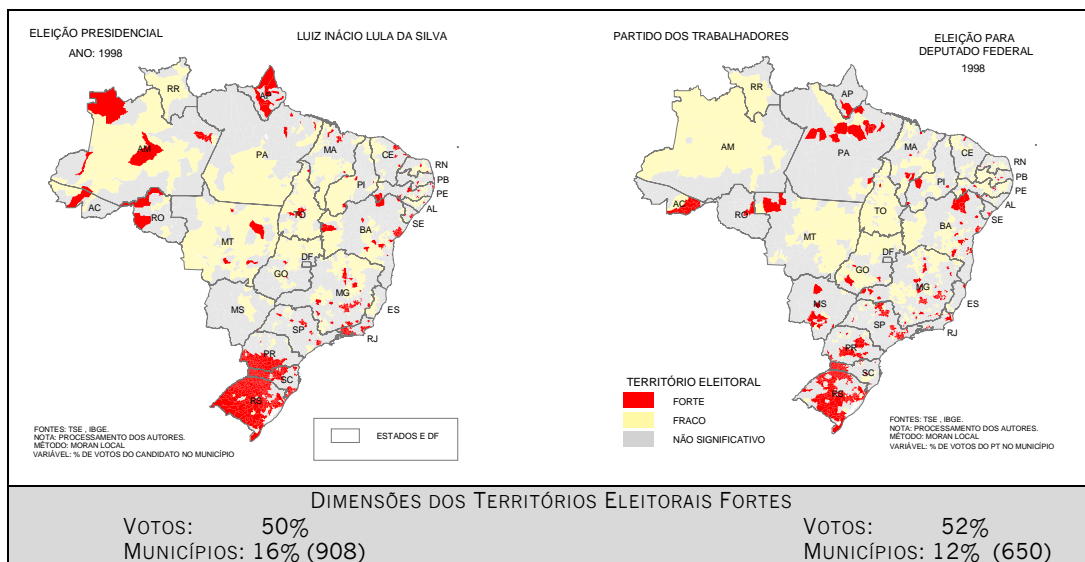 ELEIÇÃO PRESIDENCIAL
ANO: 1998
LUIZ INÁCIO LULA DA SILVA
RR
AP
AM
PA
MA
CE
RN
PB
PE
AL
SE
PI
AC
RO
TO
BA
MT
DF
GO
MG
ES
MS
SP
RJ
PR
SC
RS
FONTES: TSE , IBGE.
NOTA: PROCESSAMENTO DOS AUTORES.
MÉTODO: MORAN LOCAL
VARIÁVEL: % DE VOTOS DO CANDIDATO NO MUNICÍPIO
ESTADOS E DF
PARTIDO DOS TRABALHADORES
ELEIÇÃO PARA
DEPUTADO FEDERAL
1998
RR
AP
AM
PA
MA
CE
RN
PB
PE
AL
SE
PI
AC
RO
TO
BA
MT
DF
GO
MG
ES
MS
SP
RJ
PR
SC
RS
TERRITÓRIO ELEITORAL
FORTE
FRACO
NÃO SIGNIFICATIVO
FONTES: TSE , IBGE.
NOTA: PROCESSAMENTO DOS AUTORES.
MÉTODO: MORAN LOCAL
VARIÁVEL: % DE VOTOS DO PT NO MUNICÍPIO
DIMENSÕES DOS TERRITÓRIOS ELEITORAIS FORTES
VOTOS: 50%
MUNICÍPIOS: 16% (908)
VOTOS: 52%
MUNICÍPIOS: 12% (650)